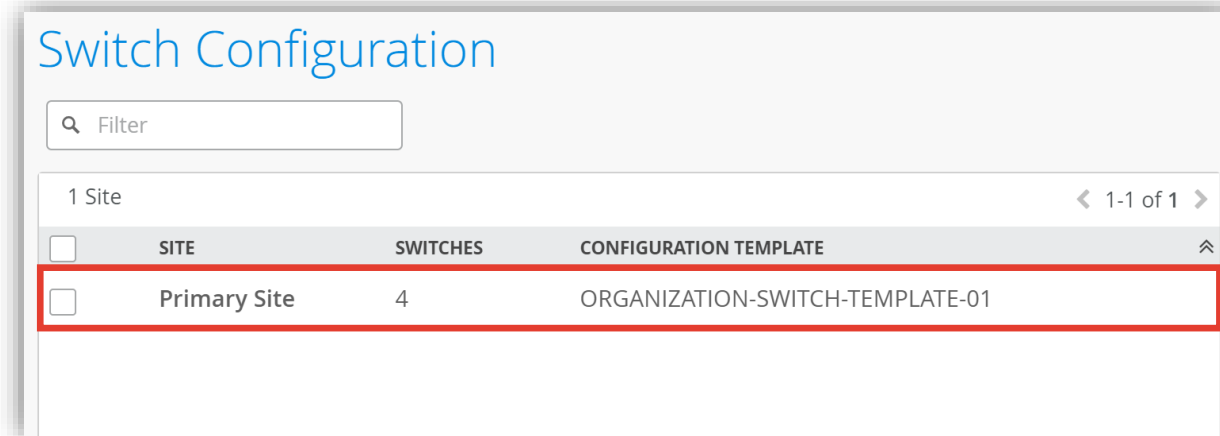 Switch Configuration
Filter
1 Site 1-1 of 1
SITE SWITCHES CONFIGURATION TEMPLATE
Primary Site 4 ORGANIZATION-SWITCH-TEMPLATE-01